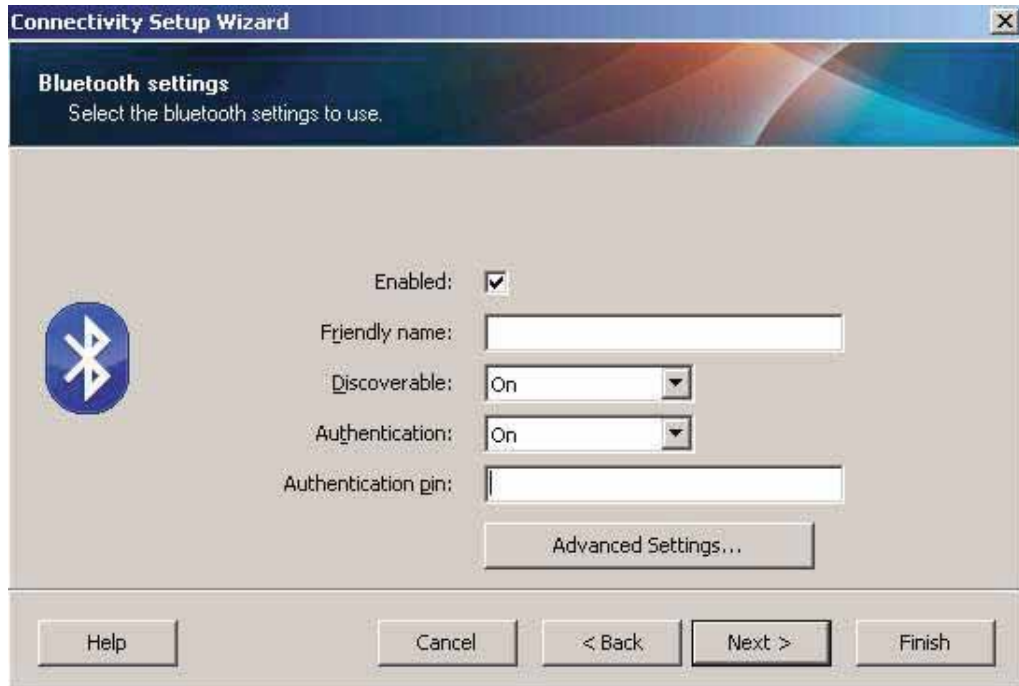 Connectivity Setup Wizard
Bluetooth settings
Select the bluetooth settings to use.
Enabled:
Friendly name:
Discoverable: On
Authentication: On
Authentication pin:
Advanced Settings...
Help Cancel < Back Next > Finish